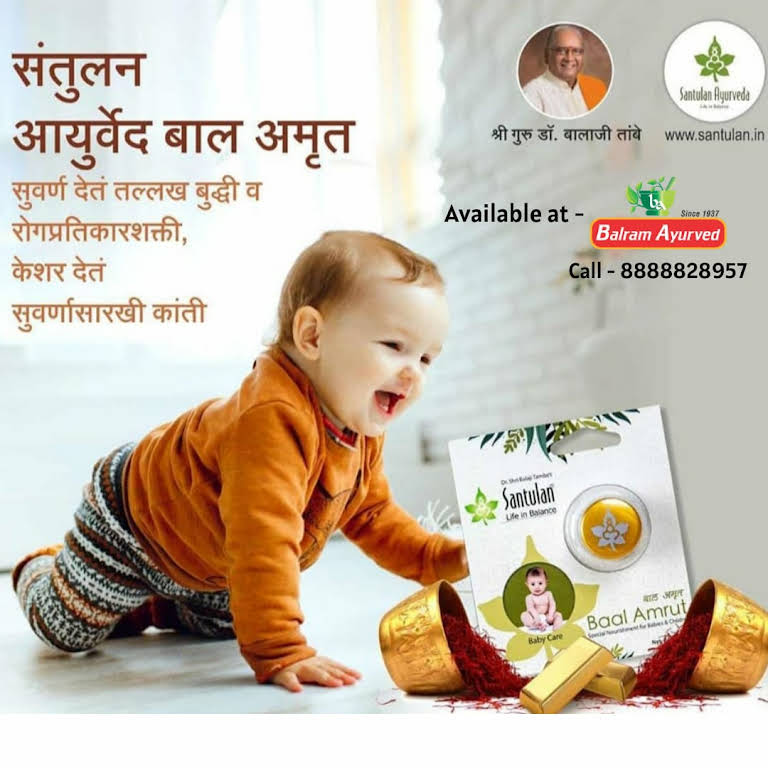 संतुलन
आयुर्वेद बाल अमृत
सुवर्ण देतं तल्लख बुद्धी व
रोगप्रतिकारशक्ती,
केशर देतं
सुवर्णासारखी कांती
श्री गुरु डॉ. बालाजी तांबे
Santulan Ayurveda
Life in Balance
www.santulan.in
Available at -
Since 1937
Balram Ayurved
Call - 8888828957
Dr. Shri Balaji Tambe's
Santulan
Life in Balance
बाल अमृत
Baal Amrut
Special Nourishment for Babies &
Baby Care